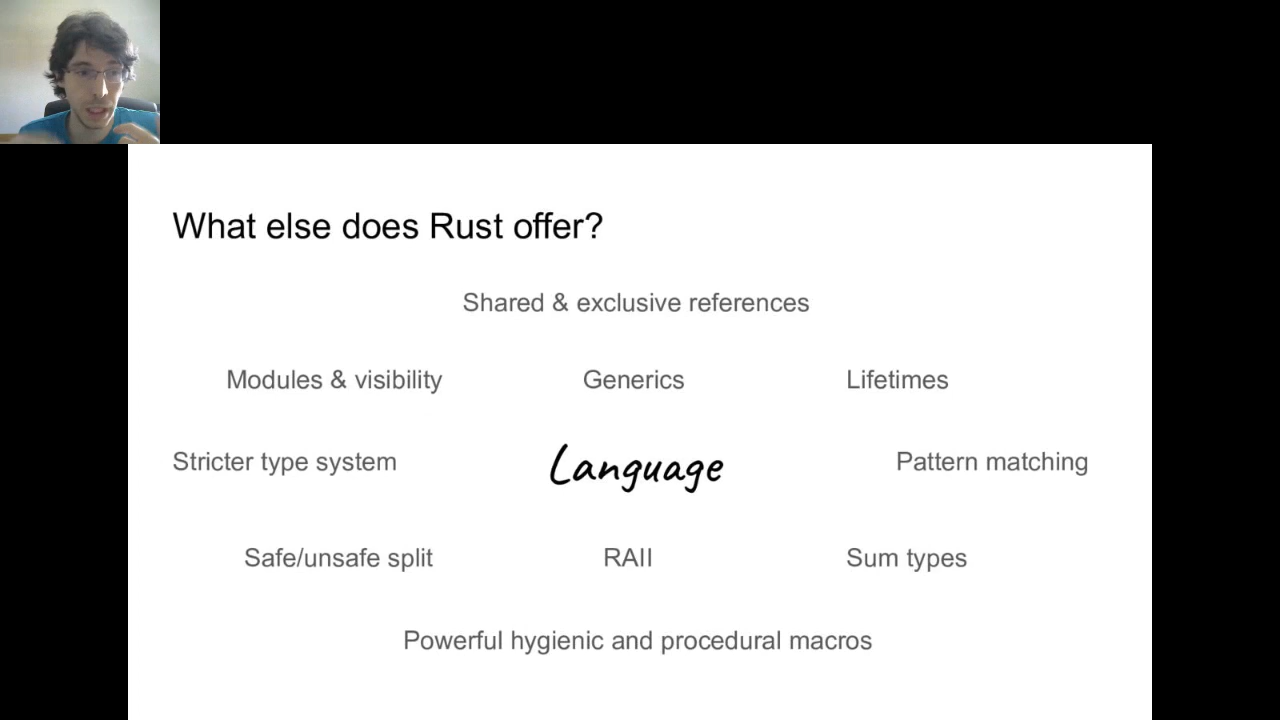 What else does Rust offer?
Shared & exclusive references
Modules & visibility
Generics
Lifetimes
Stricter type system
Language
Pattern matching
Safe/unsafe split
RAII
Sum types
Powerful hygienic and procedural macros